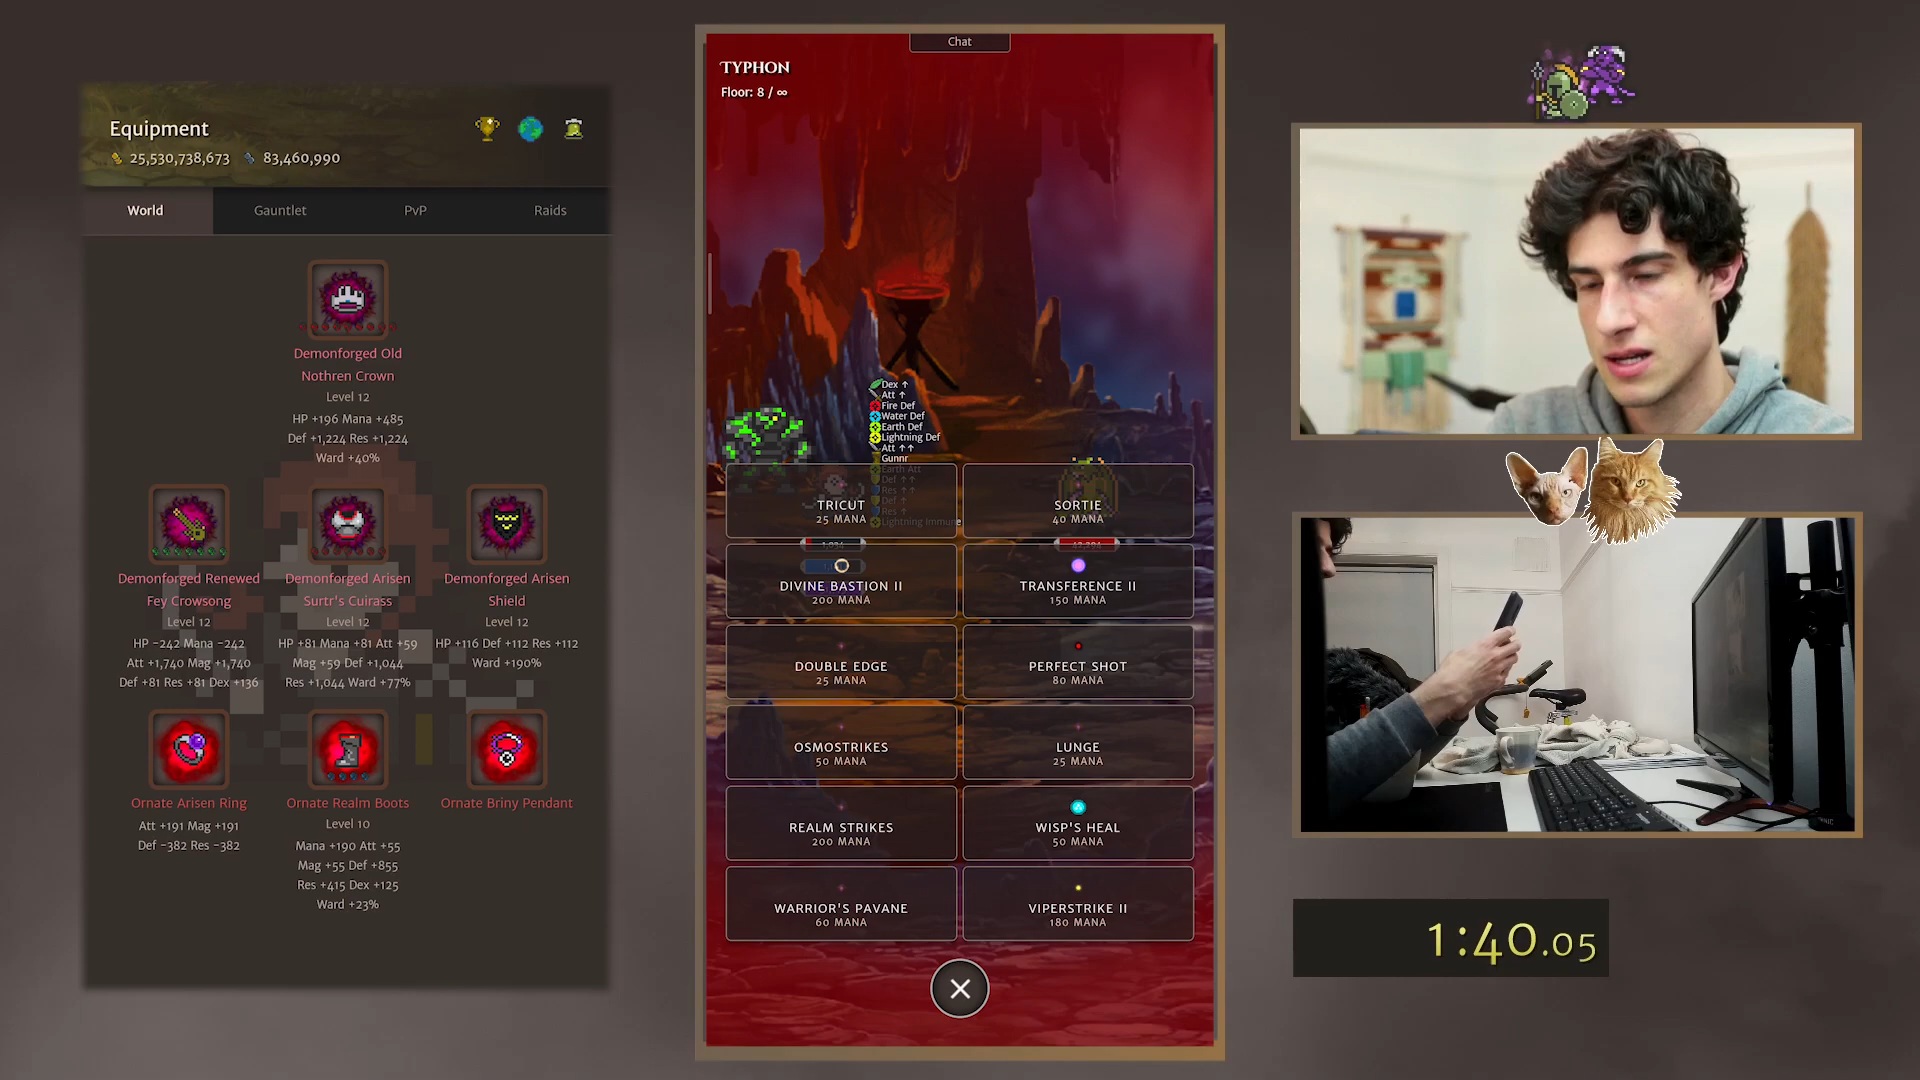 Equipment
25,530,738,673 83,460,990
World Gauntlet PvP Raids
Demonforged Old
Nothren Crown
Level 12
HP +196 Mana +485
Def +1,224 Res +1,224
Ward +40%
Demonforged Renewed
Fey Crowsong
Level 12
HP −242 Mana −242
Att +1,740 Mag +1,740
Def +81 Res +81 Dex +136
Demonforged Arisen
Surtr's Cuirass
Level 12
HP +81 Mana +81 Att +59
Mag +59 Def +1,044
Res +1,044 Ward +77%
Demonforged Arisen
Shield
Level 12
HP +116 Def +112 Res +112
Ward +190%
Ornate Arisen Ring
Att +191 Mag +191
Def −382 Res −382
Ornate Realm Boots
Level 10
Mana +190 Att +55
Mag +55 Def +855
Res +415 Dex +125
Ward +23%
Ornate Briny Pendant
Chat
TYPHON
Floor: 8 / ∞
Dex ↑
Att ↑
Fire Def
Water Def
Earth Def
Lightning Def
Att ↑↑
Gunnr
Earth Att
Def ↑↑
Res ↑↑
Def ↑
Res ↑
Lightning Immune
TRICUT
25 MANA
SORTIE
40 MANA
DIVINE BASTION II
200 MANA
TRANSFERENCE II
150 MANA
DOUBLE EDGE
25 MANA
PERFECT SHOT
80 MANA
OSMOSTRIKES
50 MANA
LUNGE
25 MANA
REALM STRIKES
200 MANA
WISP'S HEAL
50 MANA
WARRIOR'S PAVANE
60 MANA
VIPERSTRIKE II
180 MANA
1:40.05